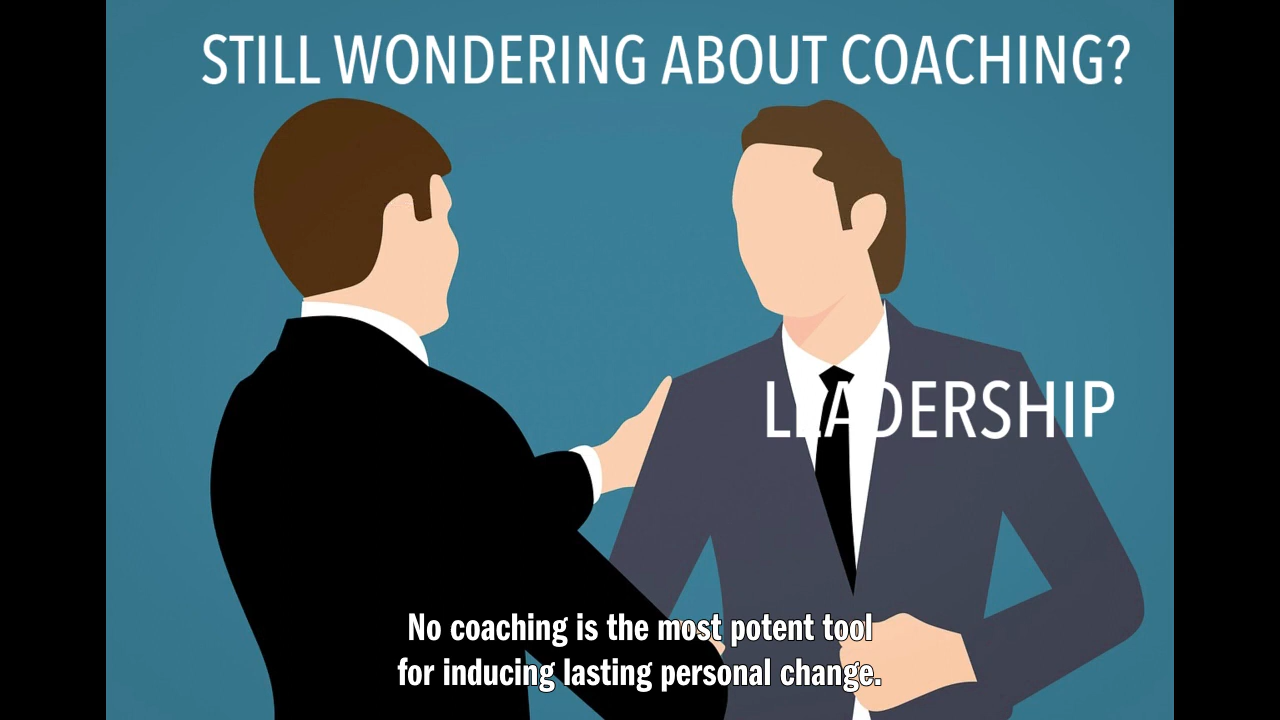 STILL WONDERING ABOUT COACHING?
LEADERSHIP
No coaching is the most potent tool
for inducing lasting personal change.